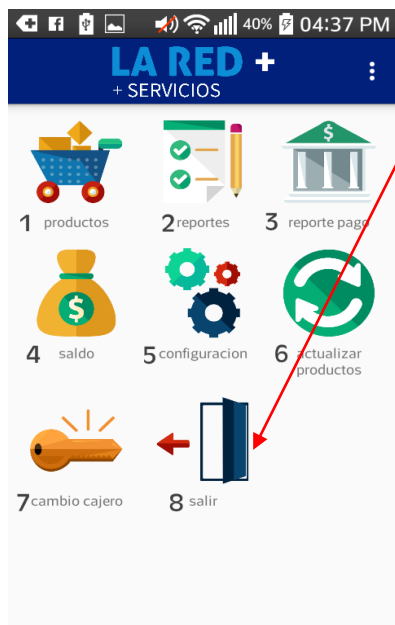 40% 04:37 PM
LA RED +
+ SERVICIOS
$
1 productos
2 reportes
3 reporte pago
$
4 saldo
5 configuracion
6 actualizar
productos
7 cambio cajero
8 salir